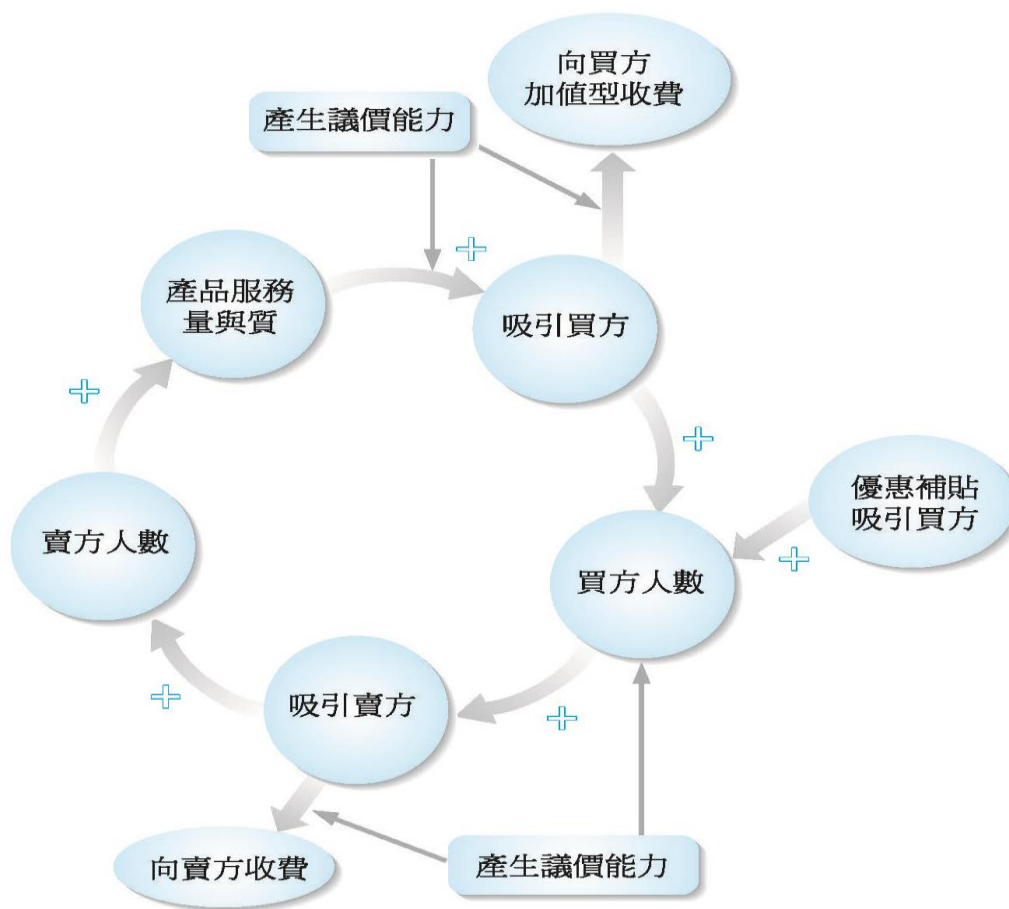 向買方
加值型收費
產生議價能力
產品服務
量與質
吸引買方
優惠補貼
吸引買方
賣方人數
買方人數
吸引賣方
向賣方收費
產生議價能力